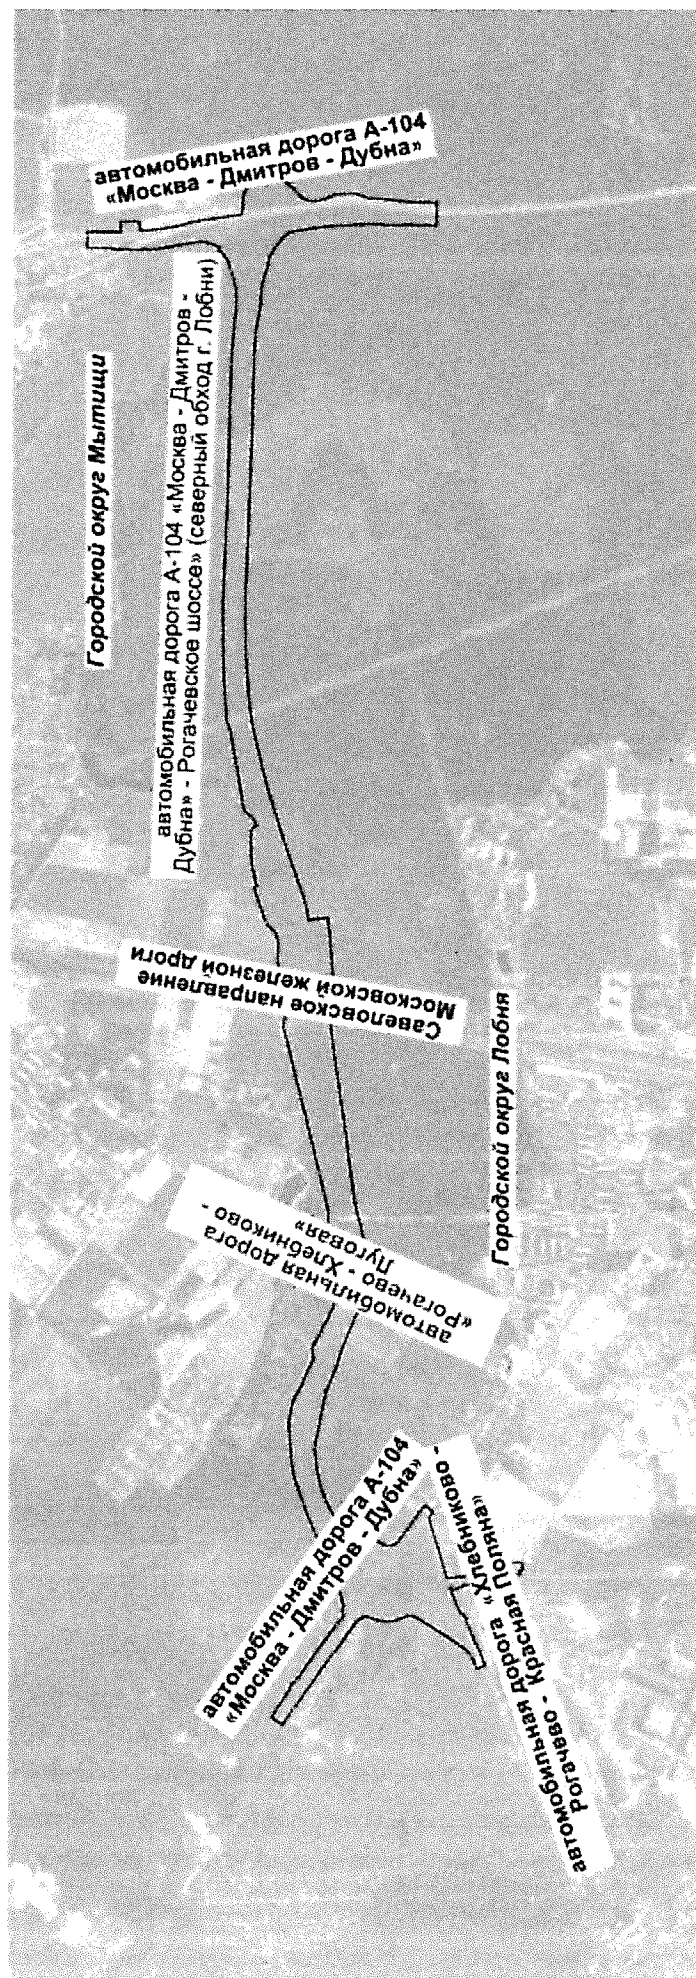 автомобильная дорога А-104
«Москва - Дмитров - Дубна»
Городской округ Мытищи
автомобильная дорога А-104 «Москва - Дмитров -
Дубна» - Рогачевское шоссе» (северный обход г. Лобни)
Савеловское направление
Московской железной дроги
Городской округ Лобня
автомобильная дорога
«Рогачево - Хлебниково -
Луговая»
автомобильная дорога А-104
«Москва - Дмитров - Дубна»
автомобильная дорога «Хлебниково -
Рогачево - Красная Поляна»